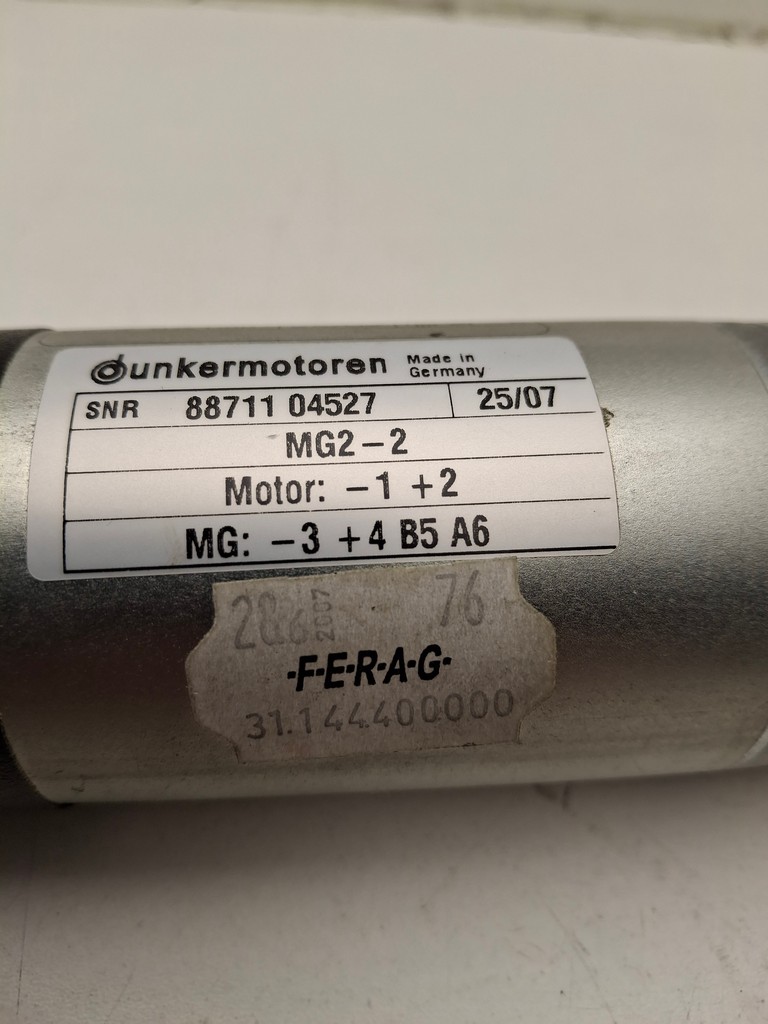 dunkermotoren Made in Germany
SNR 88711 04527 25/07
MG2-2
Motor: -1 +2
MG: -3 +4 B5 A6
2007 76
·F·E·R·A·G·
31.144400000